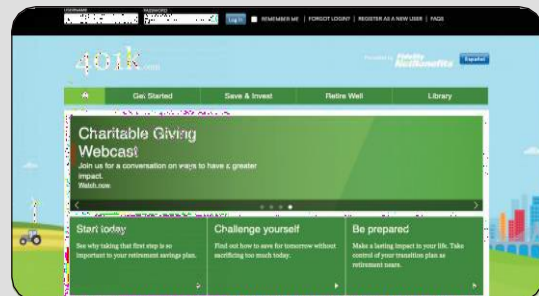 USERNAME PASSWORD
Log In REMEMBER ME | FORGOT LOGIN? | REGISTER AS A NEW USER | FAQS
401k.com
Provided by Fidelity NetBenefits Español
Get Started Save & Invest Retire Well Library
Charitable Giving
Webcast
Join us for a conversation on ways to have a greater
impact.
Watch now
Start today Challenge yourself Be prepared
See why taking that first step is so Find out how to save for tomorrow without Make a lasting impact in your life. Take
important to your retirement savings plan. sacrificing too much today. control of your transition plan as
retirement nears.